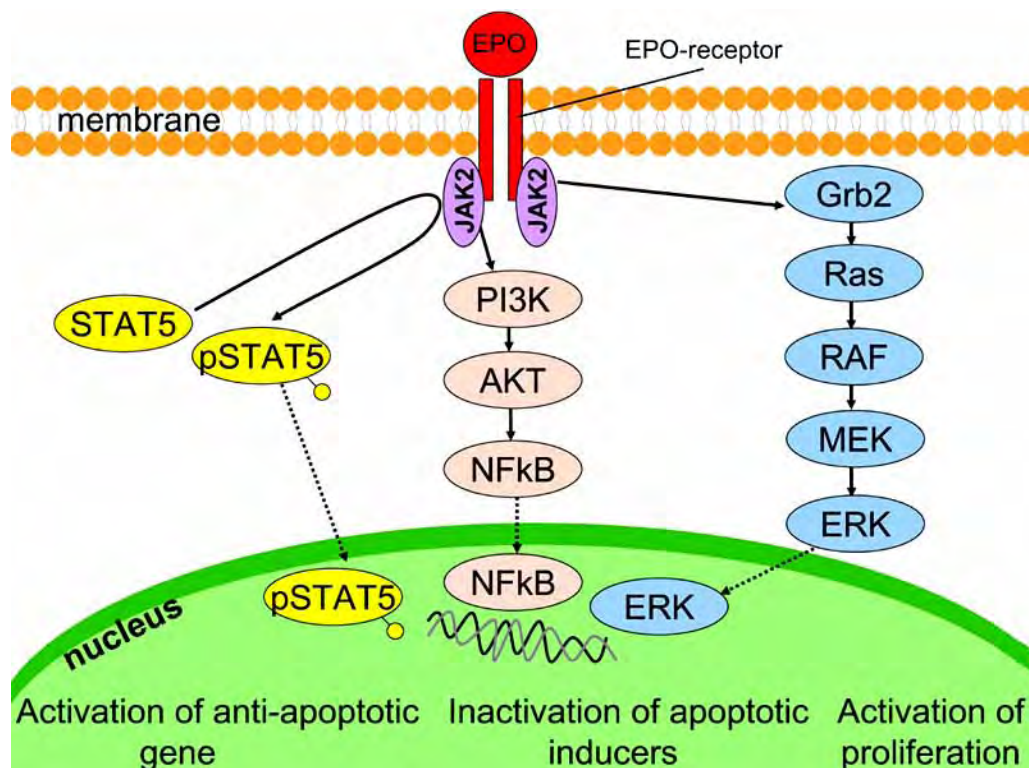 EPO
EPO-receptor
membrane
JAK2
JAK2
Grb2
STAT5
pSTAT5
PI3K
AKT
NFkB
Ras
RAF
MEK
ERK
nucleus
pSTAT5
NFkB
ERK
Activation of anti-apoptotic
gene
Inactivation of apoptotic
inducers
Activation of
proliferation